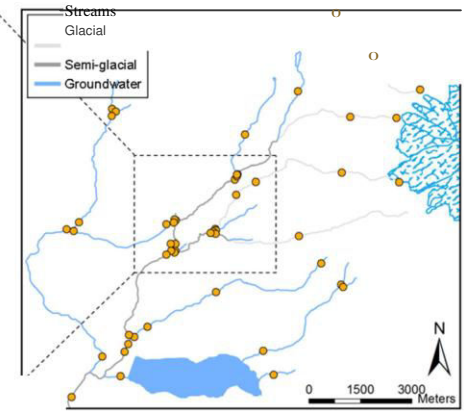 Streams
Glacial
Semi-glacial
Groundwater
N
0 1500 3000
Meters